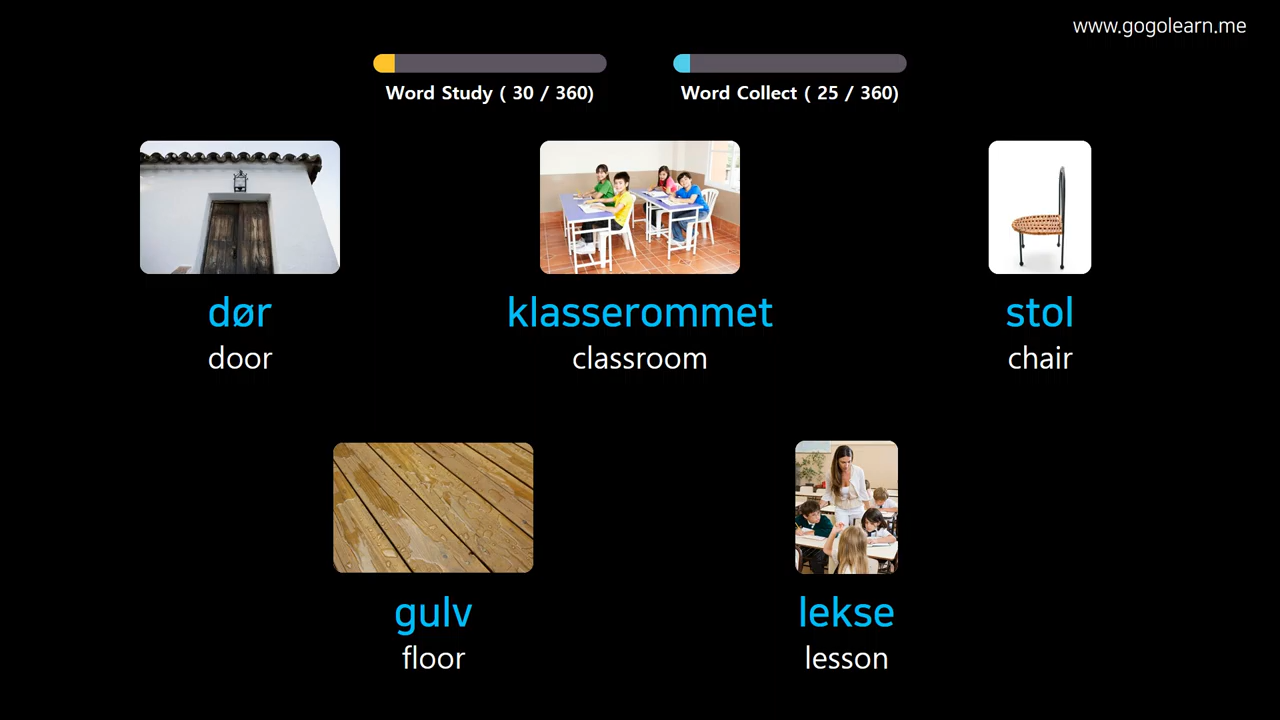 www.gogolearn.me
Word Study ( 30 / 360)
Word Collect ( 25 / 360)
dør
door
klasserommet
classroom
stol
chair
gulv
floor
lekse
lesson